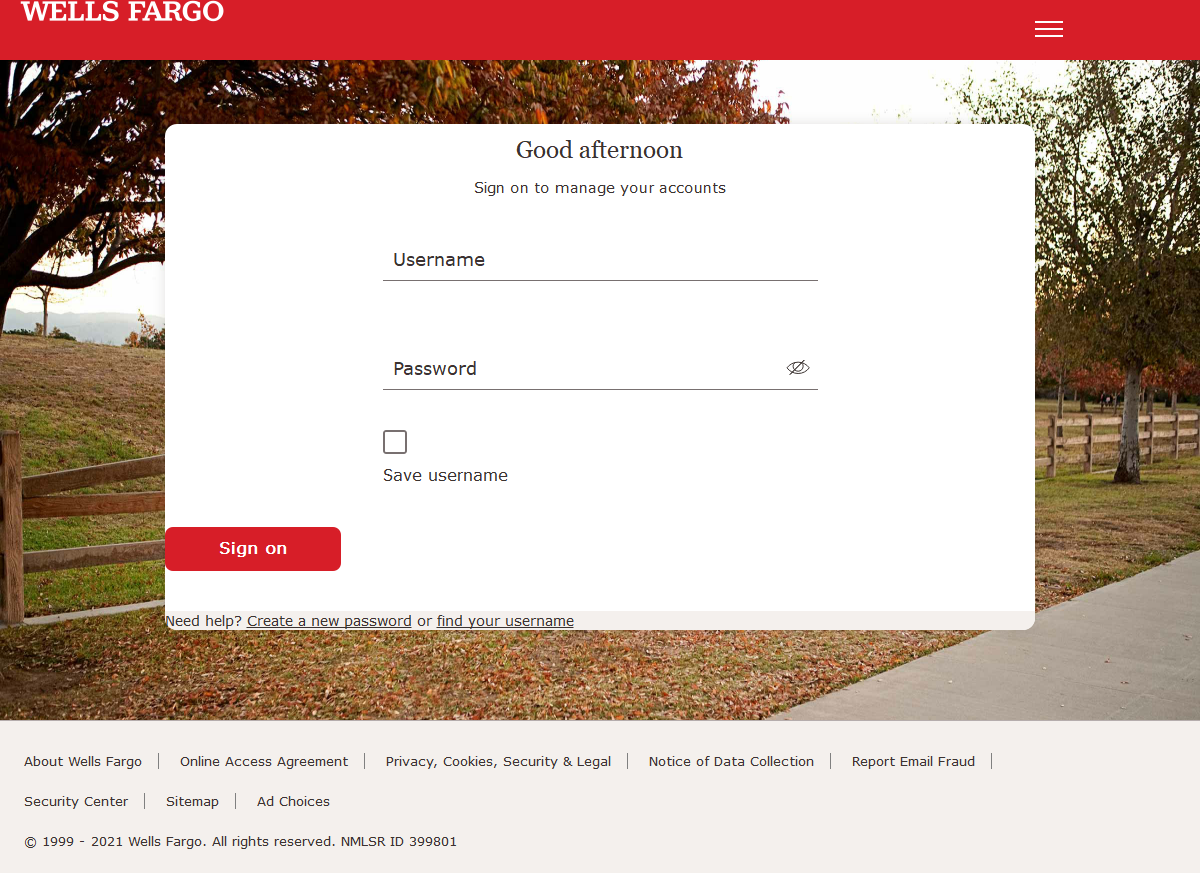 WELLS FARGO
Good afternoon
Sign on to manage your accounts
Username
Password
Save username
Sign on
Need help? Create a new password or find your username
About Wells Fargo
Online Access Agreement
Privacy, Cookies, Security & Legal
Notice of Data Collection
Report Email Fraud
Security Center
Sitemap
Ad Choices
© 1999 - 2021 Wells Fargo. All rights reserved. NMLSR ID 399801